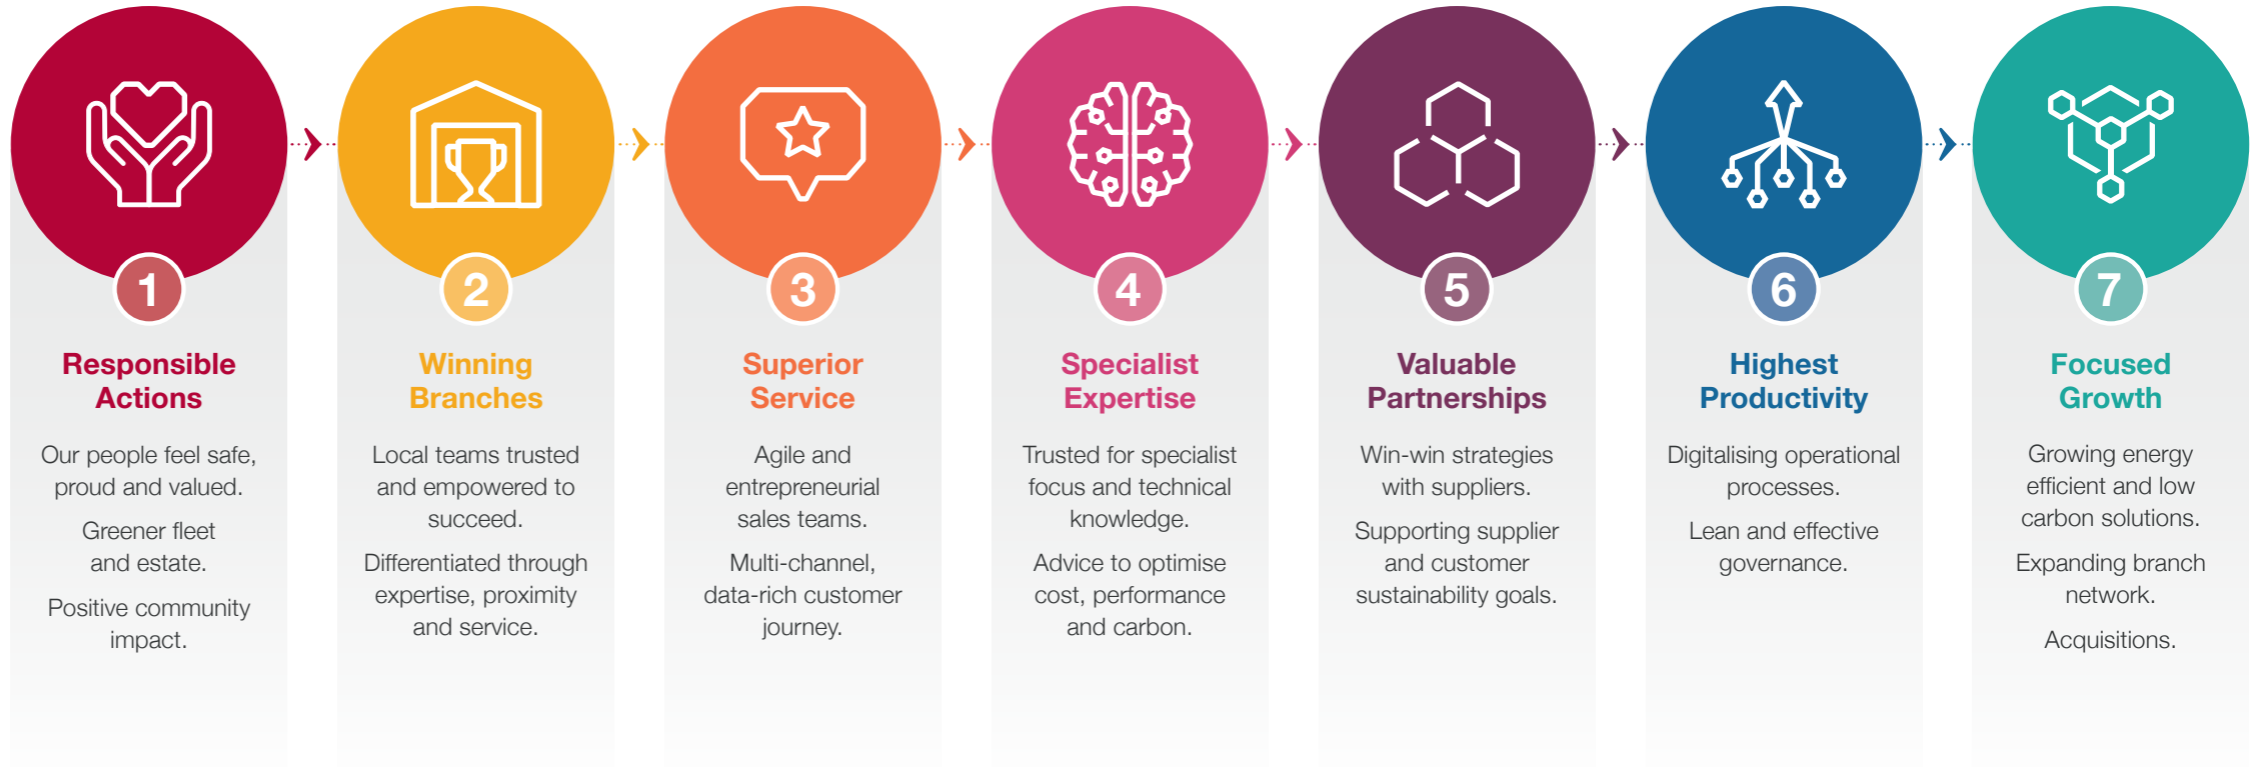 1
Responsible
Actions
Our people feel safe,
proud and valued.
Greener fleet
and estate.
Positive community
impact.
2
Winning
Branches
Local teams trusted
and empowered to
succeed.
Differentiated through
expertise, proximity
and service.
3
Superior
Service
Agile and
entrepreneurial
sales teams.
Multi-channel,
data-rich customer
journey.
4
Specialist
Expertise
Trusted for specialist
focus and technical
knowledge.
Advice to optimise
cost, performance
and carbon.
5
Valuable
Partnerships
Win-win strategies
with suppliers.
Supporting supplier
and customer
sustainability goals.
6
Highest
Productivity
Digitalising operational
processes.
Lean and effective
governance.
7
Focused
Growth
Growing energy
efficient and low
carbon solutions.
Expanding branch
network.
Acquisitions.